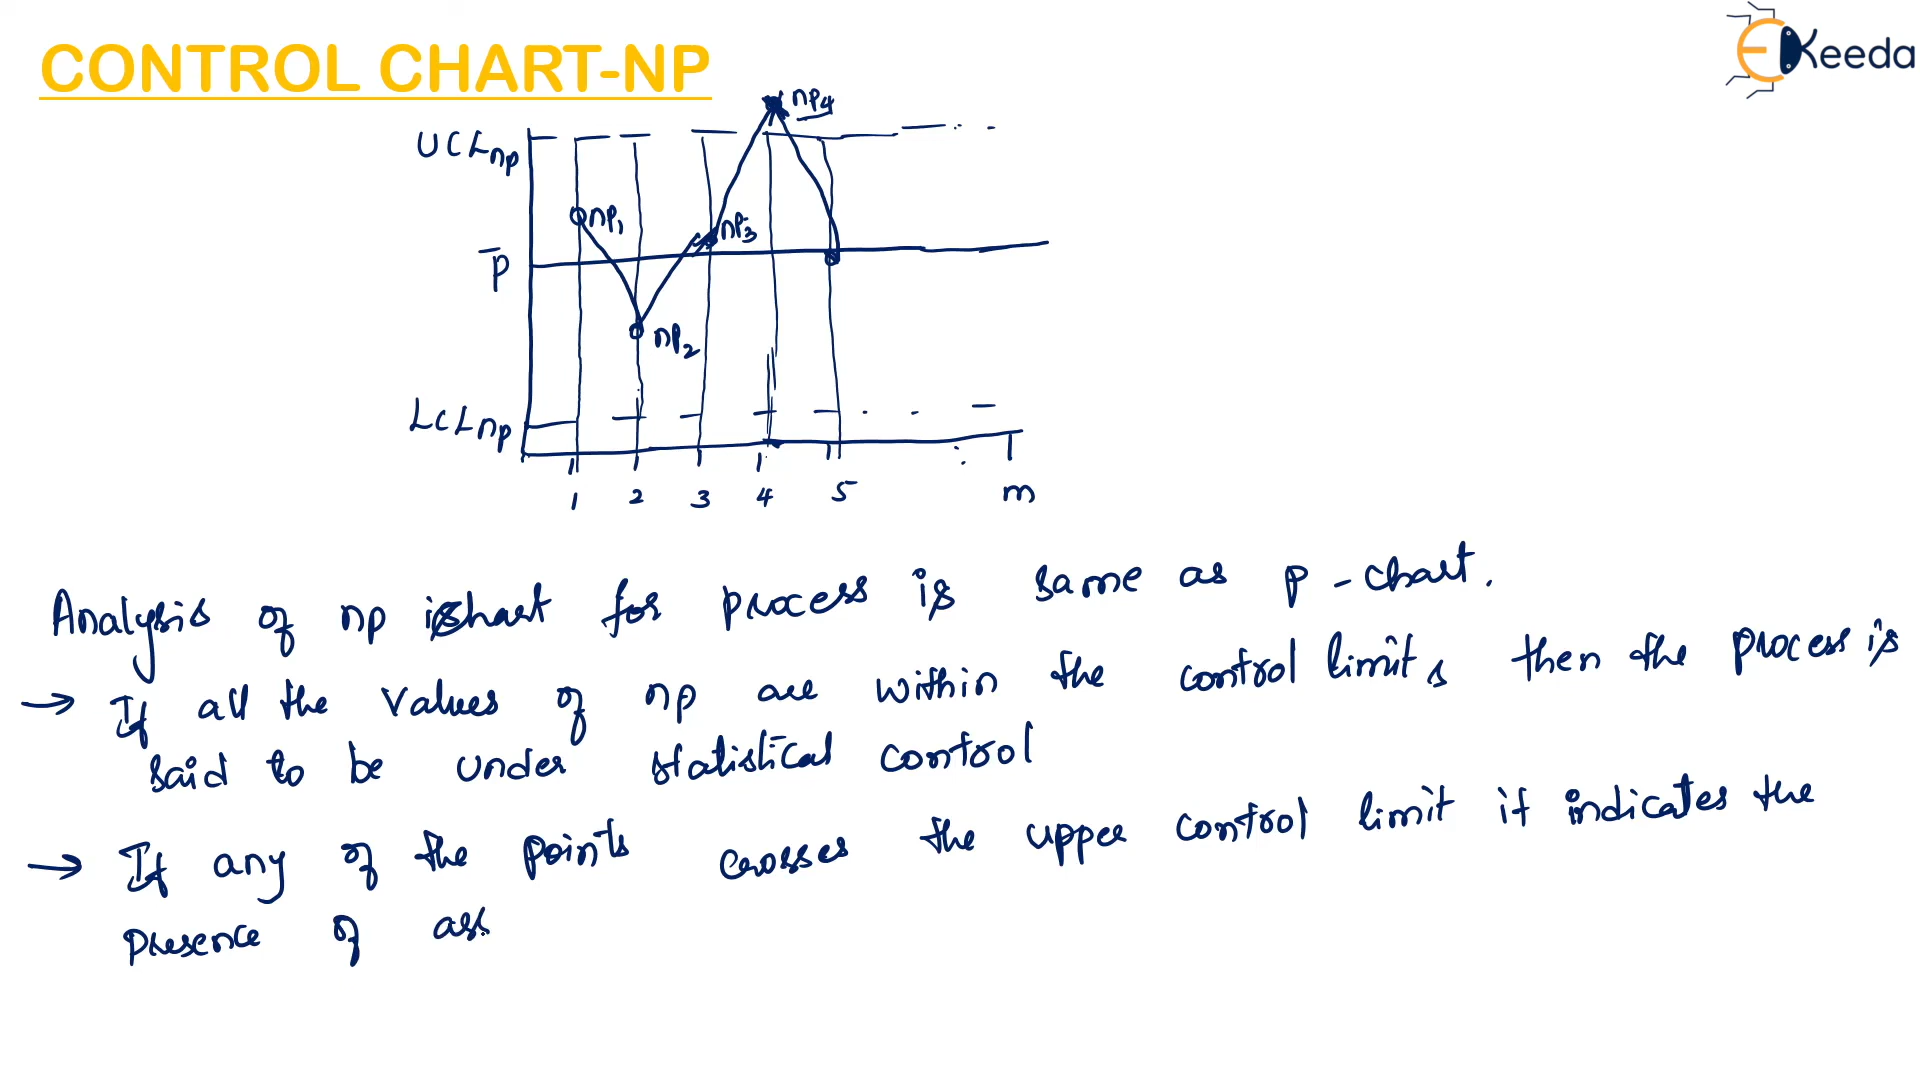 CONTROL CHART-NP
EKeeda
np4
UCLnp
np1
np3
p̅
np2
LCLnp
1 2 3 4 5 m
Analysis of np chart for process is same as p-chart.
→ If all the values of np are within the control limits then the process is
said to be under statistical control
→ If any of the points crosses the upper control limit it indicates the
presence of ass